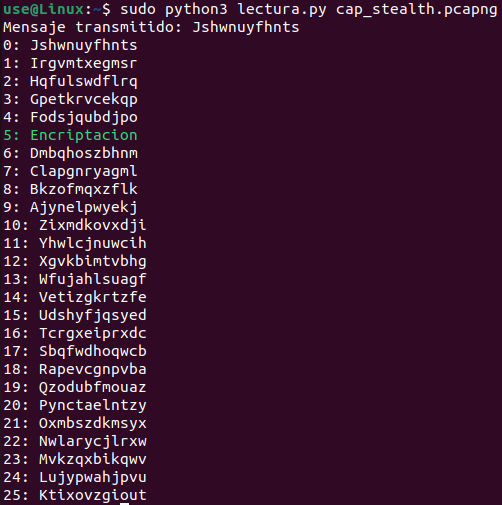 use@Linux:~$ sudo python3 lectura.py cap_stealth.pcapng
Mensaje transmitido: Jshwnuyfhnts
0: Jshwnuyfhnts
1: Irgvmtxegmsr
2: Hqfulswdflrq
3: Gpetkrvcekqp
4: Fodsjqubdjpo
5: Encriptacion
6: Dmbqhoszbhnm
7: Clapgnryagml
8: Bkzofmqxzflk
9: Ajynelpwyekj
10: Zixmdkovxdji
11: Yhwlcjnuwcih
12: Xgvkbimtvbhg
13: Wfujahlsuagf
14: Vetizgkrtzfe
15: Udshyfjqsyed
16: Tcrgxeiprxdc
17: Sbqfwdhoqwcb
18: Rapevcgnpvba
19: Qzodubfmouaz
20: Pynctaelntzy
21: Oxmbszdkmsyx
22: Nwlarycjlrxw
23: Mvkzqxbikqwv
24: Lujypwahjpvu
25: Ktixovzgiout